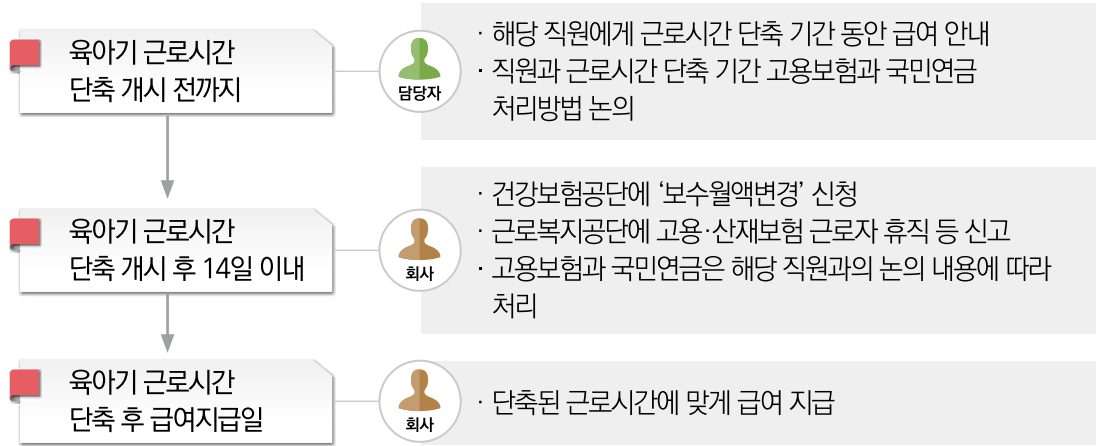 육아기 근로시간
단축 개시 전까지
담당자
· 해당 직원에게 근로시간 단축 기간 동안 급여 안내
· 직원과 근로시간 단축 기간 고용보험과 국민연금
처리방법 논의
육아기 근로시간
단축 개시 후 14일 이내
회사
· 건강보험공단에 ‘보수월액변경’ 신청
· 근로복지공단에 고용·산재보험 근로자 휴직 등 신고
· 고용보험과 국민연금은 해당 직원과의 논의 내용에 따라
처리
육아기 근로시간
단축 후 급여지급일
회사
· 단축된 근로시간에 맞게 급여 지급